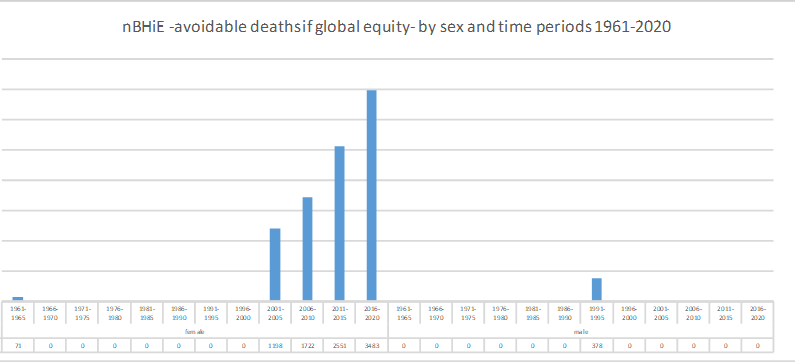 nBHiE -avoidable deaths if global equity- by sex and time periods 1961-2020
1961-1965 1966-1970 1971-1975 1976-1980 1981-1985 1986-1990 1991-1995 1996-2000 2001-2005 2006-2010 2011-2015 2016-2020 1961-1965 1966-1970 1971-1975 1976-1980 1981-1985 1986-1990 1991-1995 1996-2000 2001-2005 2006-2010 2011-2015 2016-2020
female male
71 0 0 0 0 0 0 0 1198 1722 2551 3483 0 0 0 0 0 0 378 0 0 0 0 0